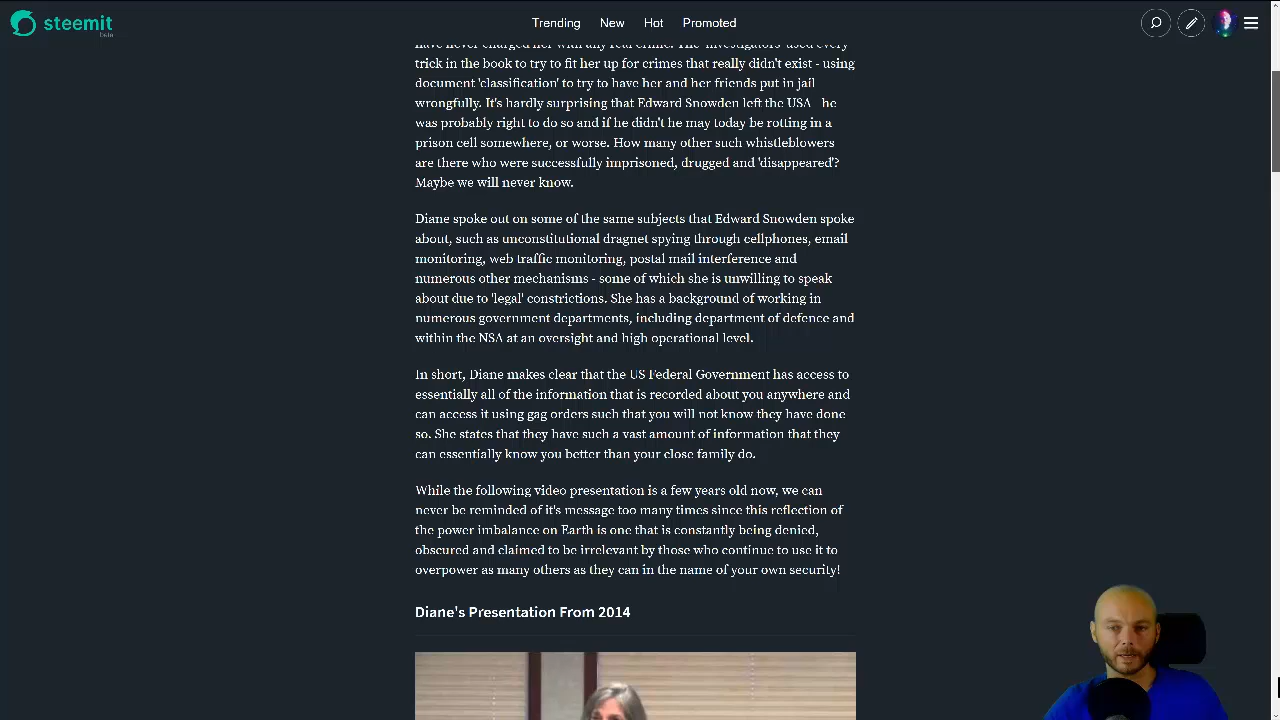 steemit
beta
Trending New Hot Promoted
have never charged her with any real crime. The 'investigators' used every
trick in the book to try to fit her up for crimes that really didn't exist - using
document 'classification' to try to have her and her friends put in jail
wrongfully. It's hardly surprising that Edward Snowden left the USA - he
was probably right to do so and if he didn't he may today be rotting in a
prison cell somewhere, or worse. How many other such whistleblowers
are there who were successfully imprisoned, drugged and 'disappeared'?
Maybe we will never know.
Diane spoke out on some of the same subjects that Edward Snowden spoke
about, such as unconstitutional dragnet spying through cellphones, email
monitoring, web traffic monitoring, postal mail interference and
numerous other mechanisms - some of which she is unwilling to speak
about due to 'legal' constrictions. She has a background of working in
numerous government departments, including department of defence and
within the NSA at an oversight and high operational level.
In short, Diane makes clear that the US Federal Government has access to
essentially all of the information that is recorded about you anywhere and
can access it using gag orders such that you will not know they have done
so. She states that they have such a vast amount of information that they
can essentially know you better than your close family do.
While the following video presentation is a few years old now, we can
never be reminded of it's message too many times since this reflection of
the power imbalance on Earth is one that is constantly being denied,
obscured and claimed to be irrelevant by those who continue to use it to
overpower as many others as they can in the name of your own security!
Diane's Presentation From 2014